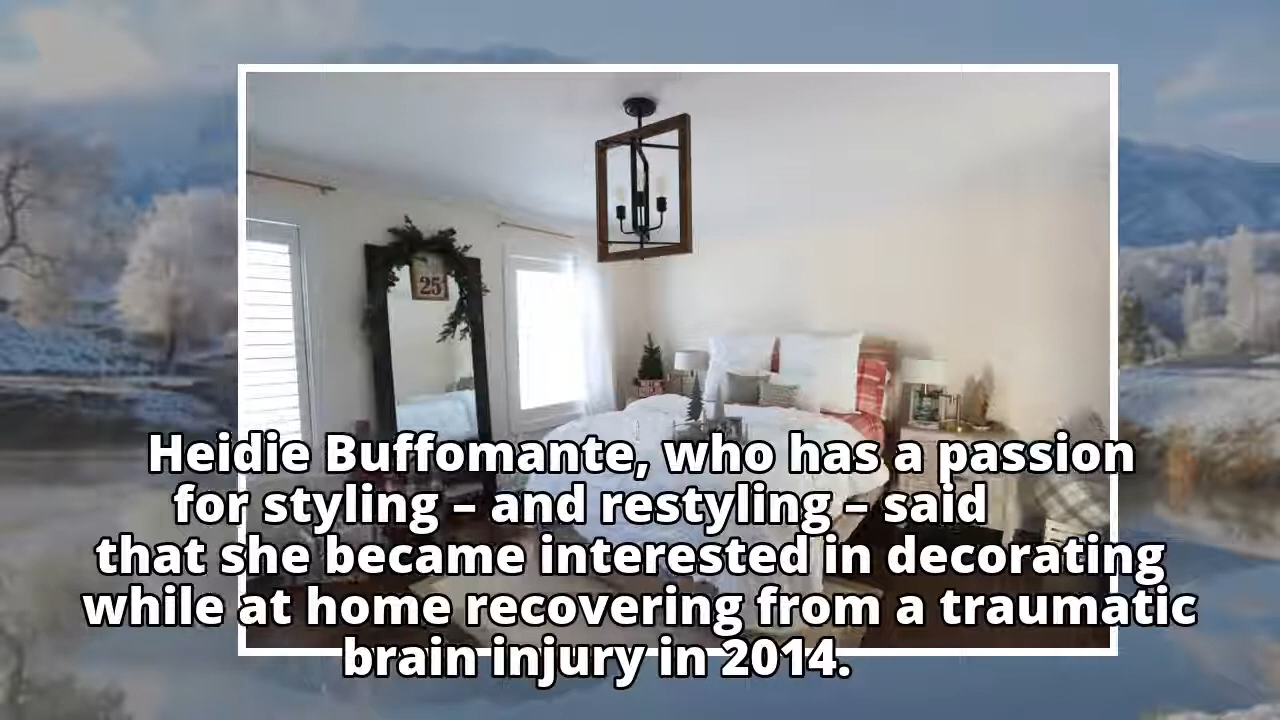 25
Heidie Buffomante, who has a passion
for styling – and restyling – said
that she became interested in decorating
while at home recovering from a traumatic
brain injury in 2014.